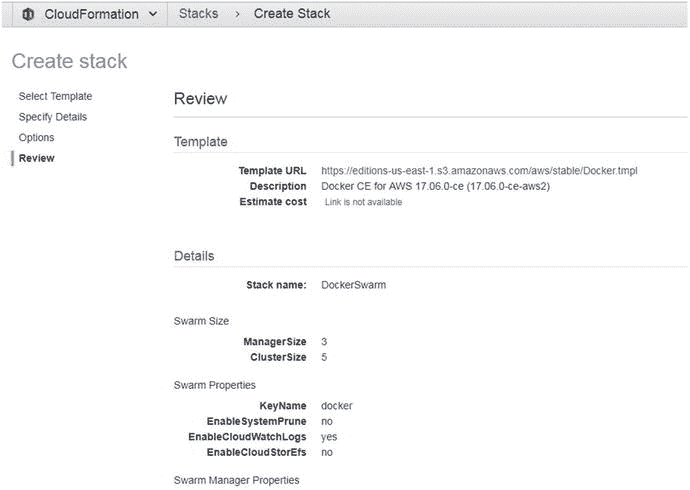 CloudFormation Stacks > Create Stack
Create stack
Select Template
Specify Details
Options
Review
Review
Template
Template URL https://editions-us-east-1.s3.amazonaws.com/aws/stable/Docker.tmpl
Description Docker CE for AWS 17.06.0-ce (17.06.0-ce-aws2)
Estimate cost Link is not available
Details
Stack name: DockerSwarm
Swarm Size
ManagerSize 3
ClusterSize 5
Swarm Properties
KeyName docker
EnableSystemPrune no
EnableCloudWatchLogs yes
EnableCloudStorEfs no
Swarm Manager Properties